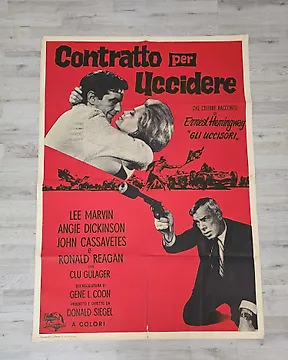 Contratto per
Uccidere
DAL CELEBRE RACCONTO
Ernest Hemingway
"GLI UCCISORI"
LEE MARVIN
ANGIE DICKINSON
JOHN CASSAVETES
e
RONALD REAGAN
CON
CLU GULAGER
SCENEGGIATURA DI
GENE L. COON
PRODOTTO E DIRETTO DA
DONALD SIEGEL
A COLORI